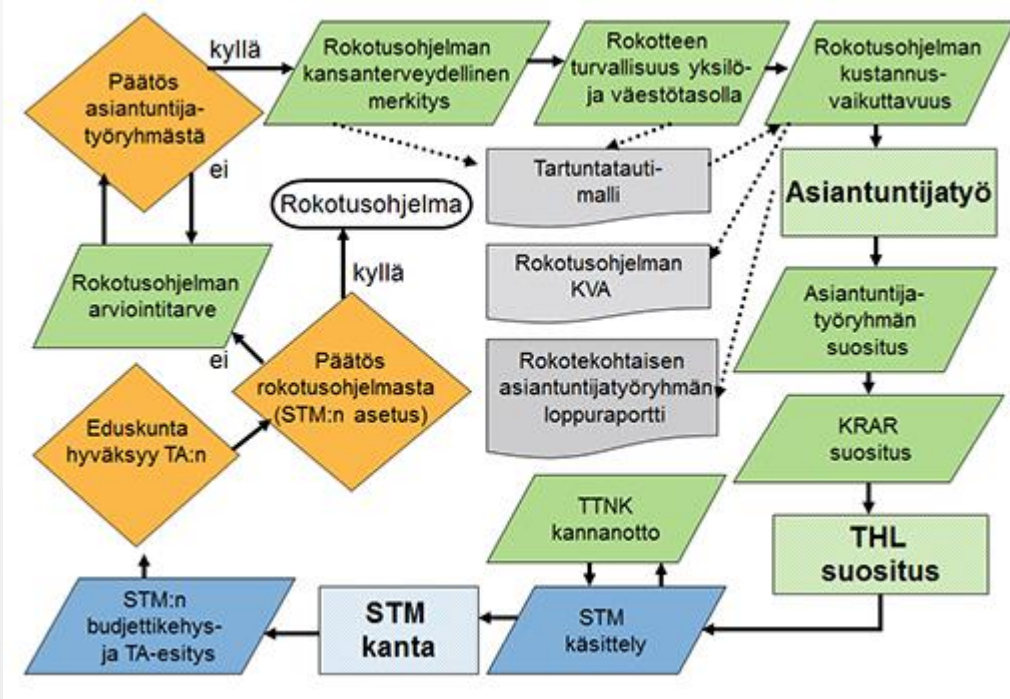 Päätös
asiantuntija-
työryhmästä
kyllä
Rokotusohjelman
kansanterveydellinen
merkitys
Rokotteen
turvallisuus yksilö-
ja väestötasolla
Rokotusohjelman
kustannus-
vaikuttavuus
ei
Tartuntatauti-
malli
Asiantuntijatyö
Rokotusohjelma
Rokotusohjelman
arviointitarve
kyllä
Rokotusohjelman
KVA
Asiantuntija-
työryhmän
suositus
ei
Päätös
rokotusohjelmasta
(STM:n asetus)
Rokotekohtaisen
asiantuntijatyöryhmän
loppuraportti
Eduskunta
hyväksyy TA:n
KRAR
suositus
TTNK
kannanotto
THL
suositus
STM:n
budjettikehys-
ja TA-esitys
STM
kanta
STM
käsittely